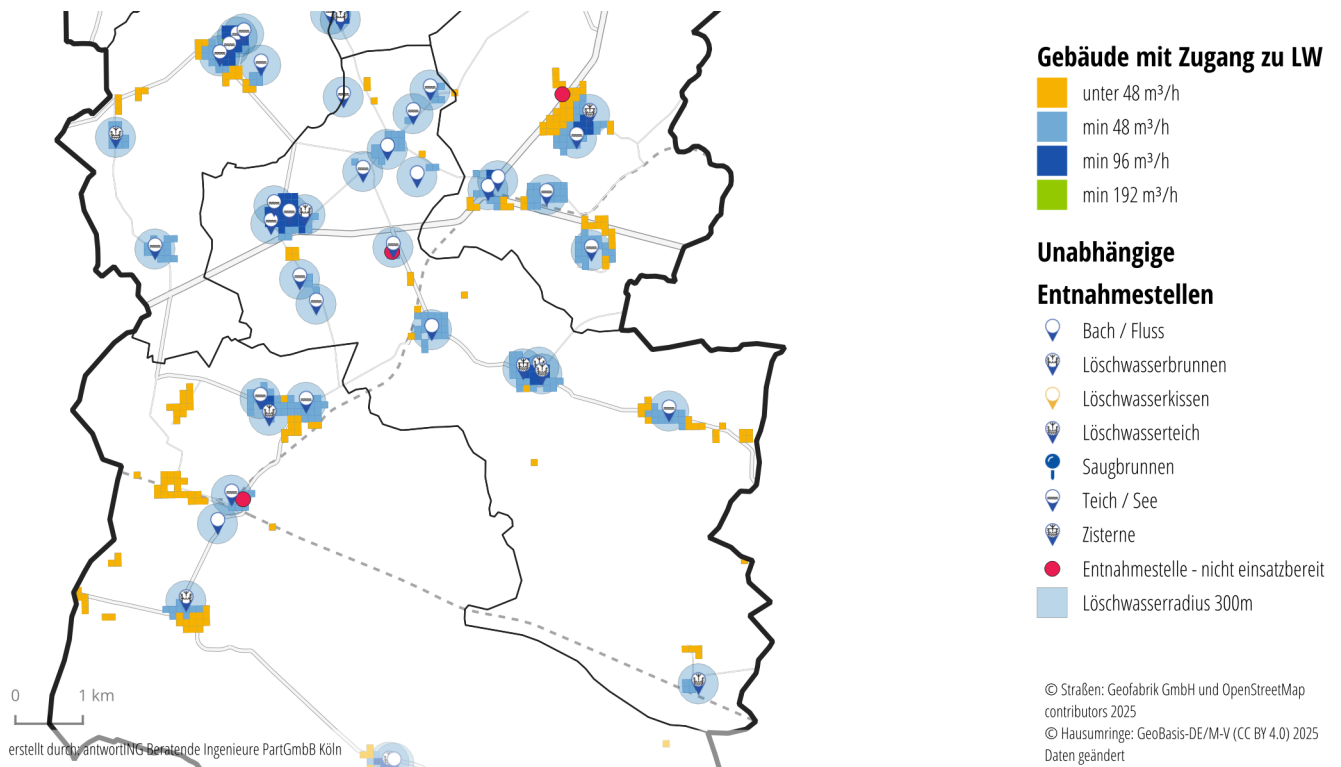 Gebäude mit Zugang zu LW
unter 48 m³/h
min 48 m³/h
min 96 m³/h
min 192 m³/h
Unabhängige
Entnahmestellen
Bach / Fluss
Löschwasserbrunnen
Löschwasserkissen
Löschwasserteich
Saugbrunnen
Teich / See
Zisterne
Entnahmestelle - nicht einsatzbereit
Löschwasserradius 300m
0 1 km
erstellt durch: antwortING Beratende Ingenieure PartGmbB Köln
© Straßen: Geofabrik GmbH und OpenStreetMap
contributors 2025
© Hausumringe: GeoBasis-DE/M-V (CC BY 4.0) 2025
Daten geändert